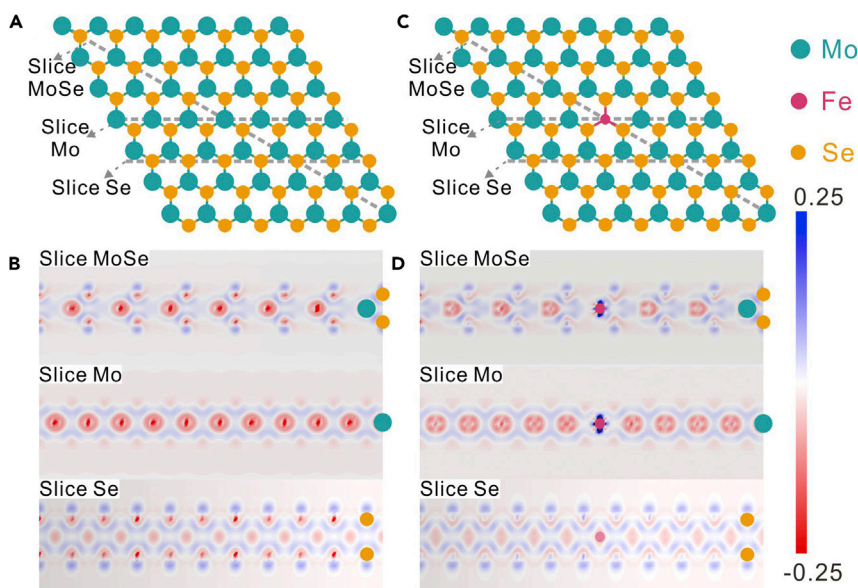 A
Slice
MoSe
Slice
Mo
Slice Se
C
Slice
MoSe
Slice
Mo
Slice Se
Mo
Fe
Se
0.25
-0.25
B
Slice MoSe
Slice Mo
Slice Se
D
Slice MoSe
Slice Mo
Slice Se